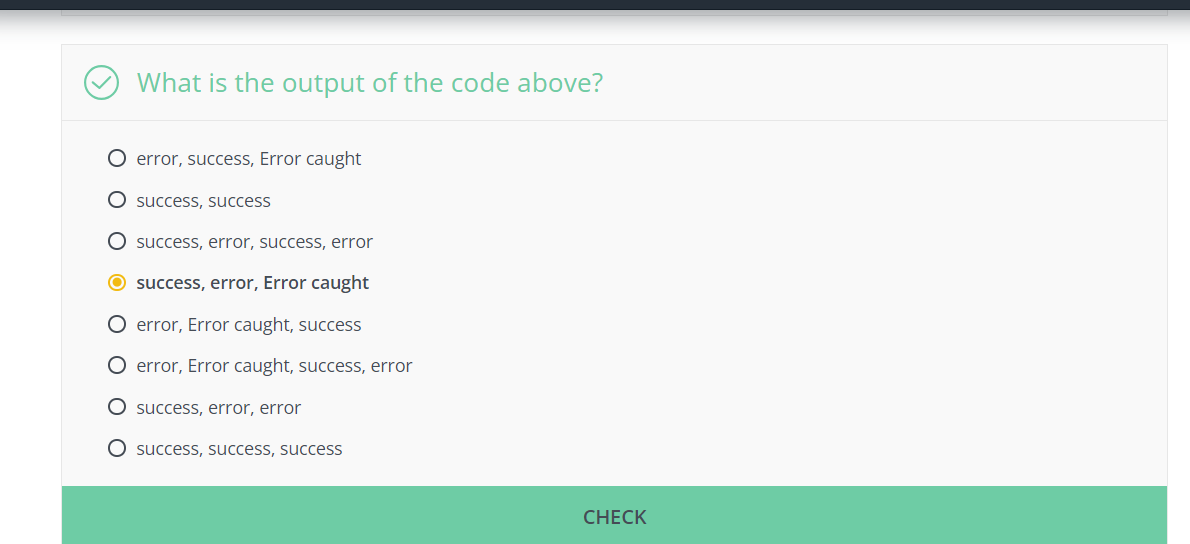 What is the output of the code above?
error, success, Error caught
success, success
success, error, success, error
success, error, Error caught
error, Error caught, success
error, Error caught, success, error
success, error, error
success, success, success
CHECK